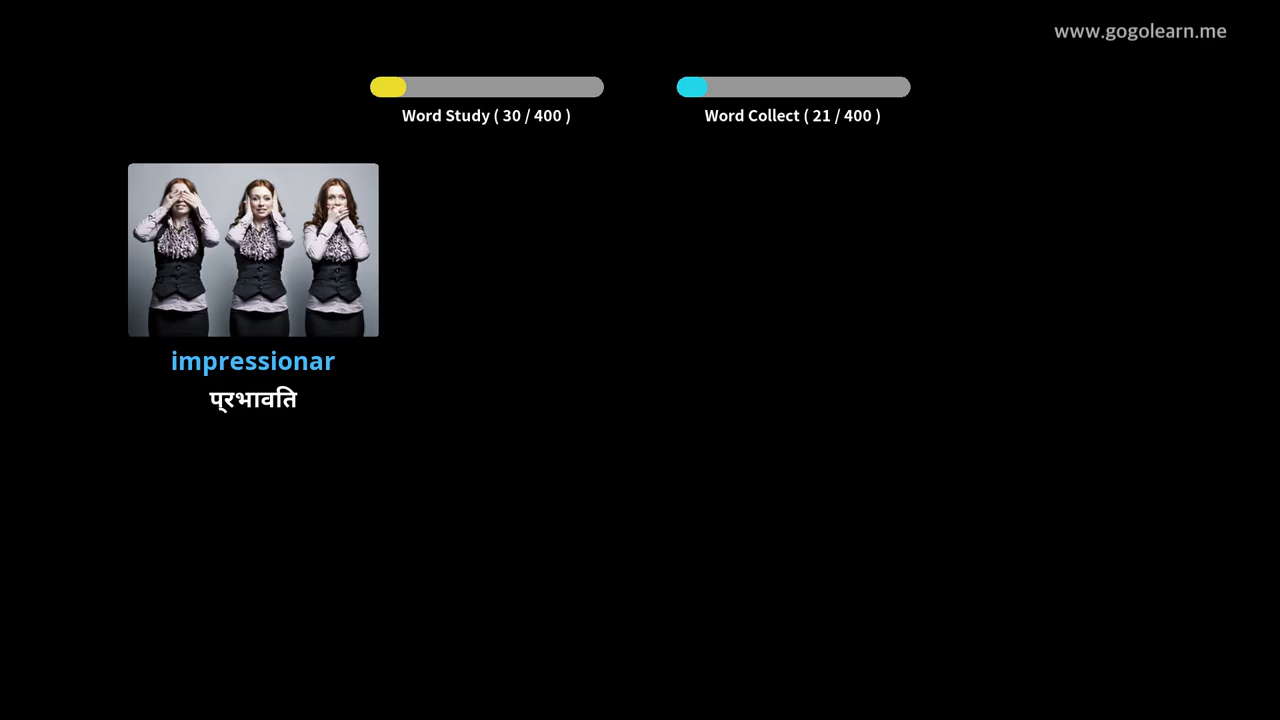 www.gogolearn.me
Word Study ( 30 / 400 )
Word Collect ( 21 / 400 )
impressionar
प्रभावति